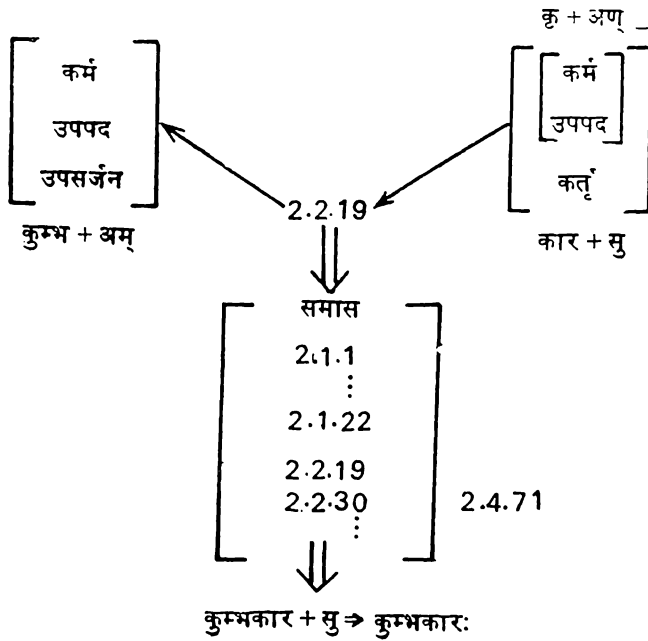 कृ + अण्
कर्म
उपपद
उपसर्जन
कुम्भ + अम्
कर्म
उपपद
कर्तृ
कार + सु
2.2.19
समास
2.1.1
⋮
2.1.22
2.2.19
2.2.30
⋮
2.4.71
कुम्भकार + सु ⇒ कुम्भकारः